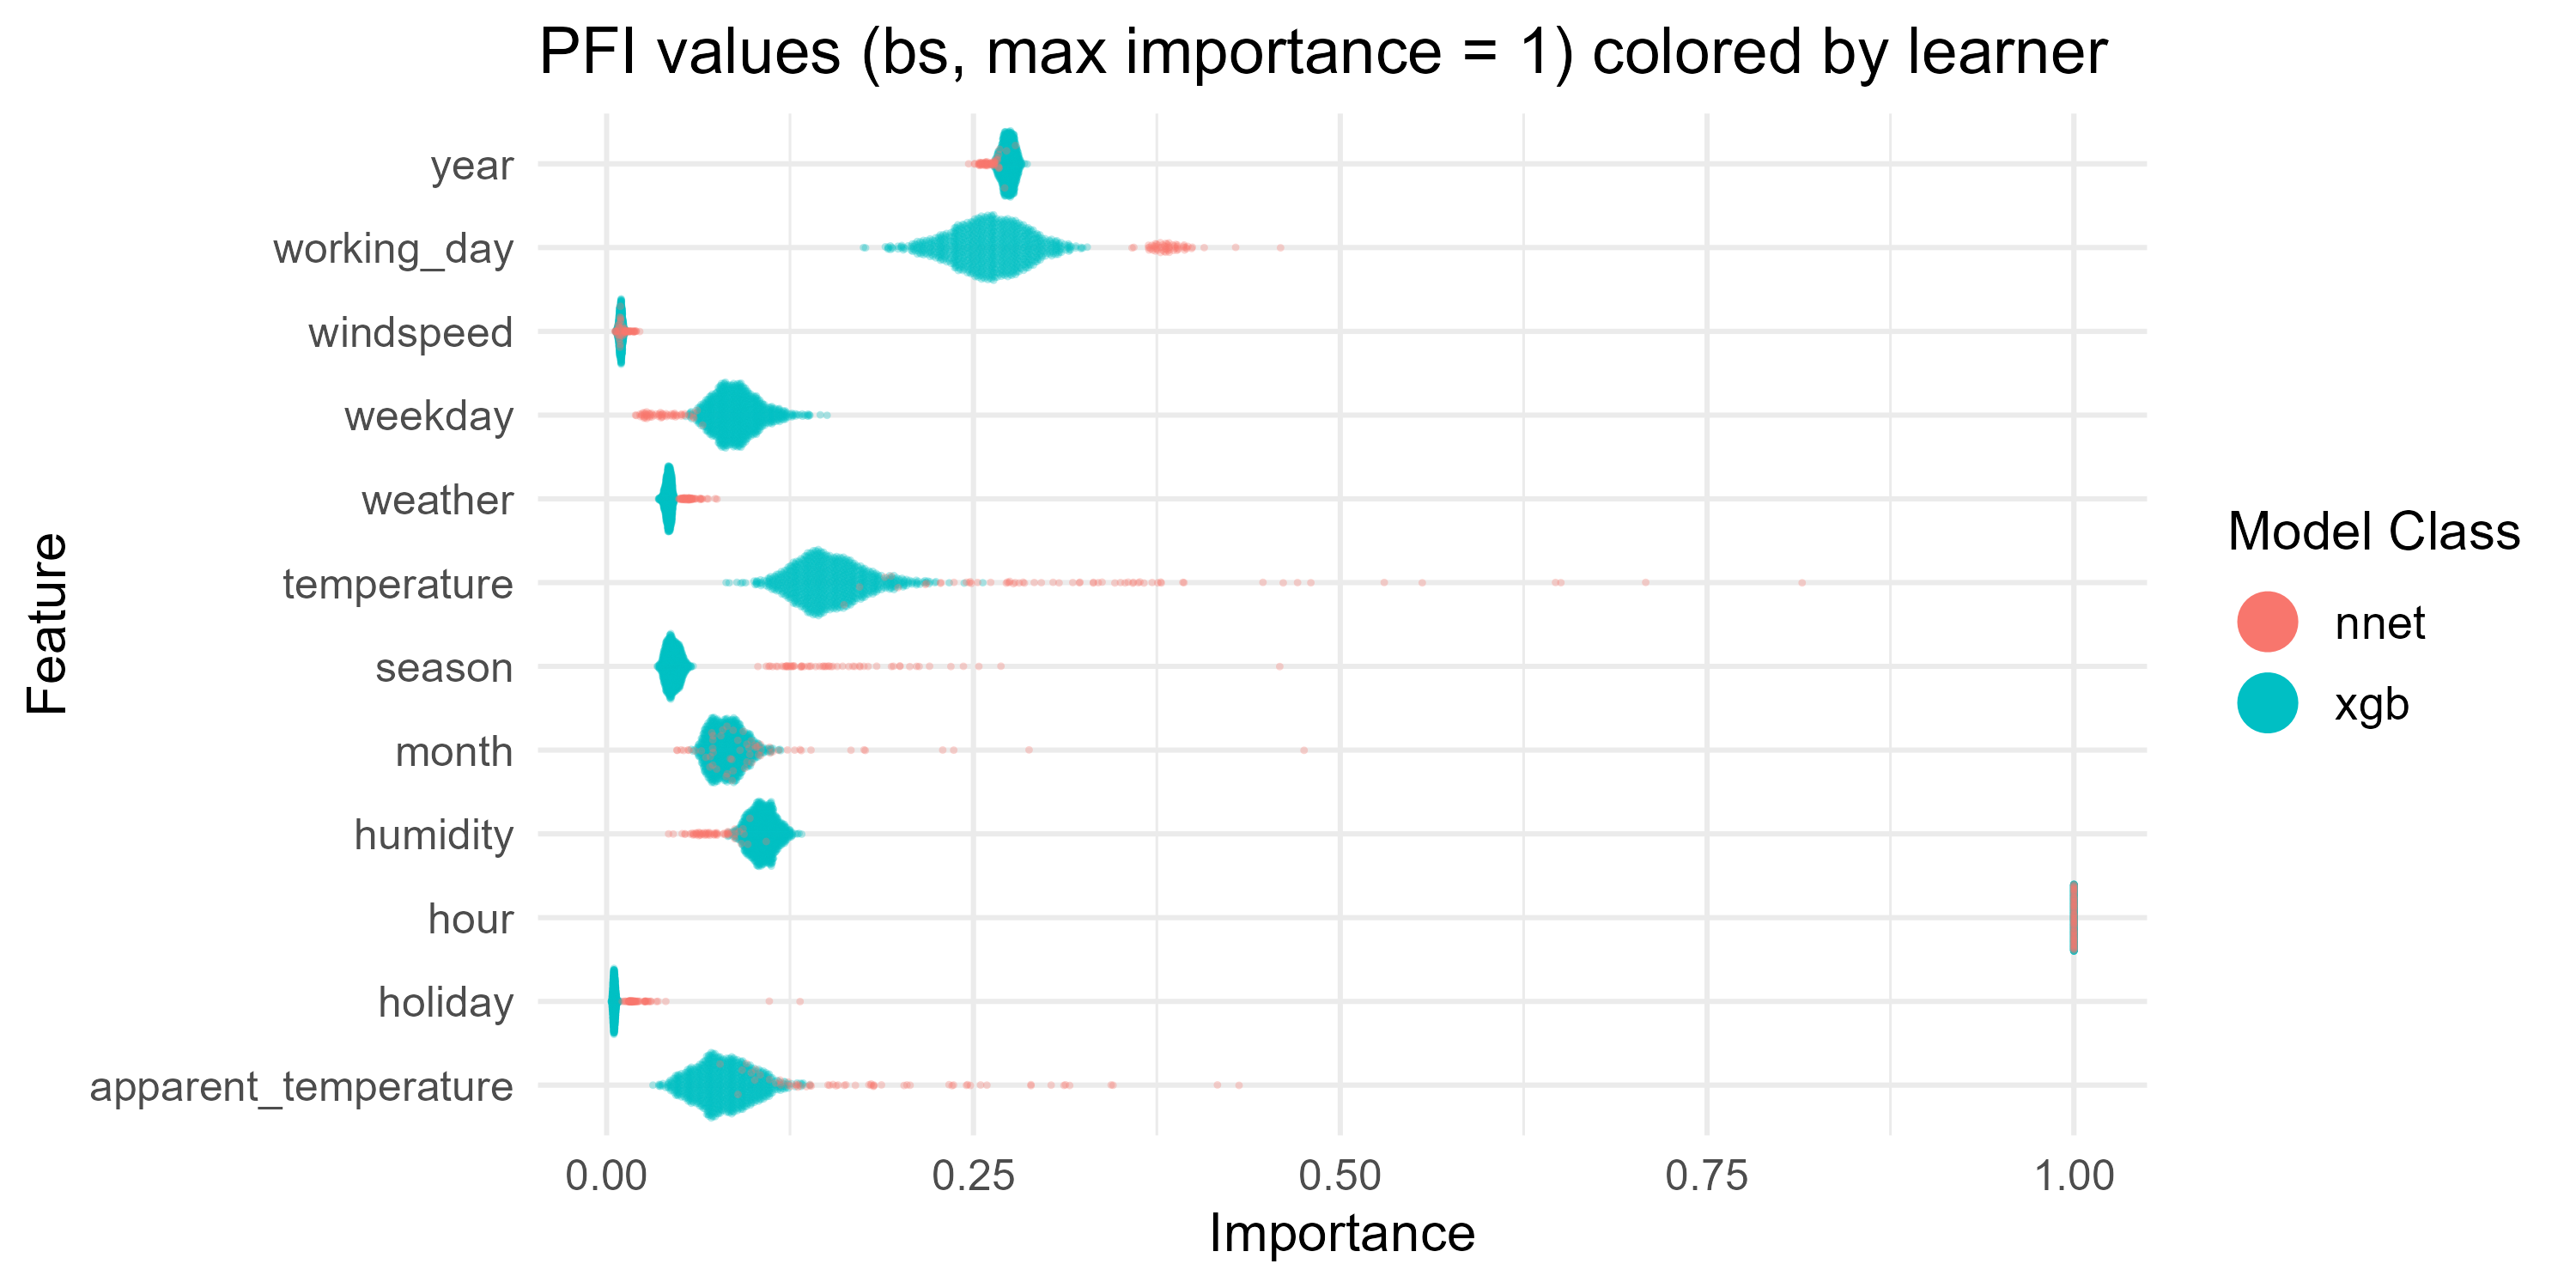 PFI values (bs, max importance = 1) colored by learner
Feature
year
working_day
windspeed
weekday
weather
temperature
season
month
humidity
hour
holiday
apparent_temperature
0.00 0.25 0.50 0.75 1.00
Importance
Model Class
nnet
xgb